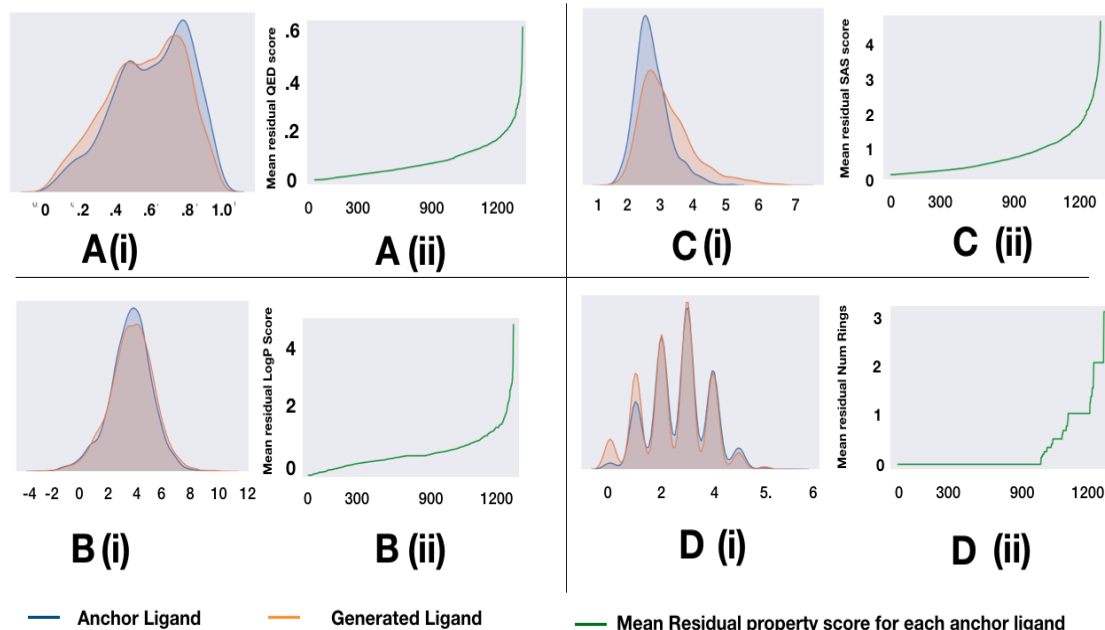 Mean residual QED score
.6
.4
.2
0
0 .2 .4 .6 .8 1.0
0 300 900 1200
A (i)
A (ii)
Mean residual SAS score
4
3
2
1
0
1 2 3 4 5 6 7
0 300 900 1200
C (i)
C (ii)
Mean residual LogP Score
4
2
0
-4 -2 0 2 4 6 8 10 12
0 300 900 1200
B (i)
B (ii)
Mean residual Num Rings
3
2
1
0
0 2 4 5. 6
0 300 900 1200
D (i)
D (ii)
Anchor Ligand
Generated Ligand
Mean Residual property score for each anchor ligand